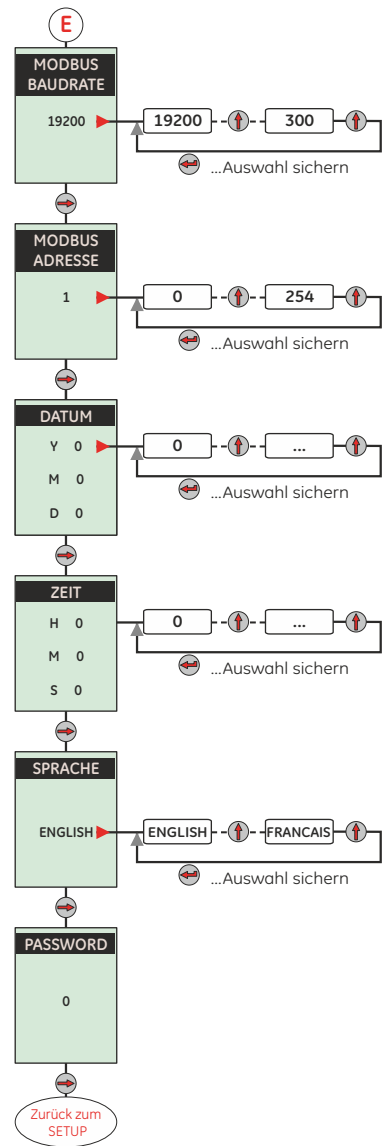 E
MODBUS
BAUDRATE
19200
19200
300
...Auswahl sichern
MODBUS
ADRESSE
1
0
254
...Auswahl sichern
DATUM
Y 0
0
...
M 0
D 0
...Auswahl sichern
ZEIT
H 0
0
...
M 0
S 0
...Auswahl sichern
SPRACHE
ENGLISH
ENGLISH
FRANCAIS
...Auswahl sichern
PASSWORD
0
Zurück zum
SETUP